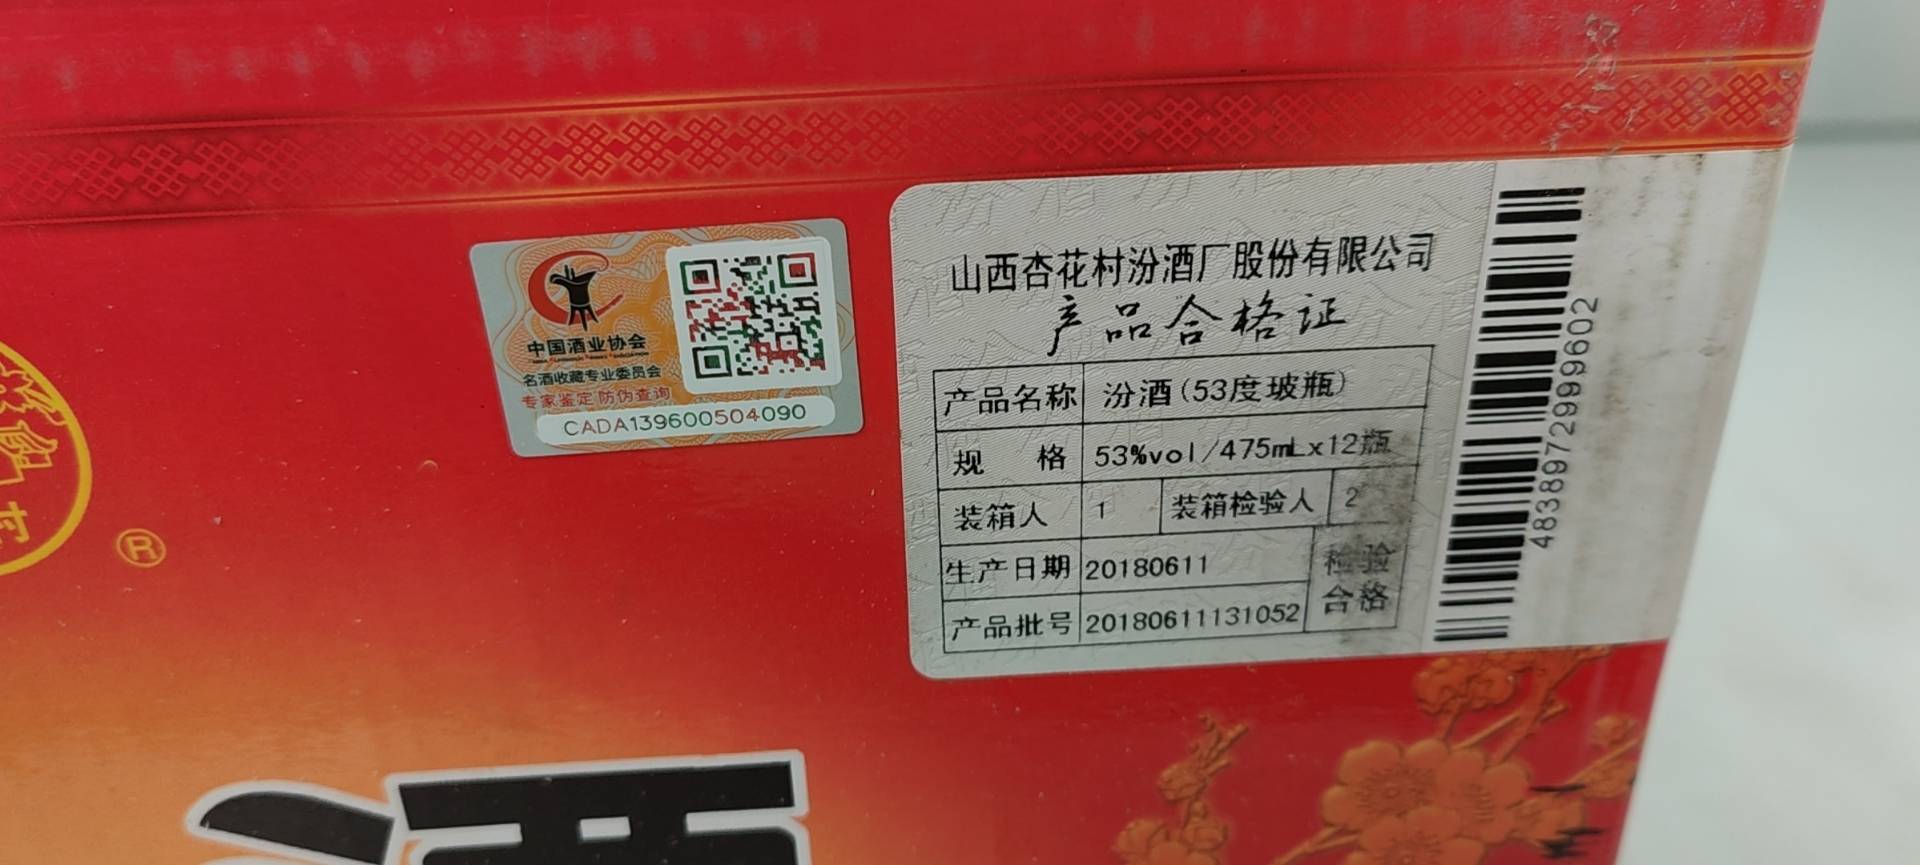 中国酒业协会
名酒收藏专业委员会
专家鉴定 防伪查询
CADA139600504090
山西杏花村汾酒厂股份有限公司
产品合格证
产品名称 汾酒(53度玻瓶)
规格 53%vol/475mLx12瓶
装箱人 1 装箱检验人 2
生产日期 20180611
检验
合格
产品批号 20180611131052
483897299602
®
酒